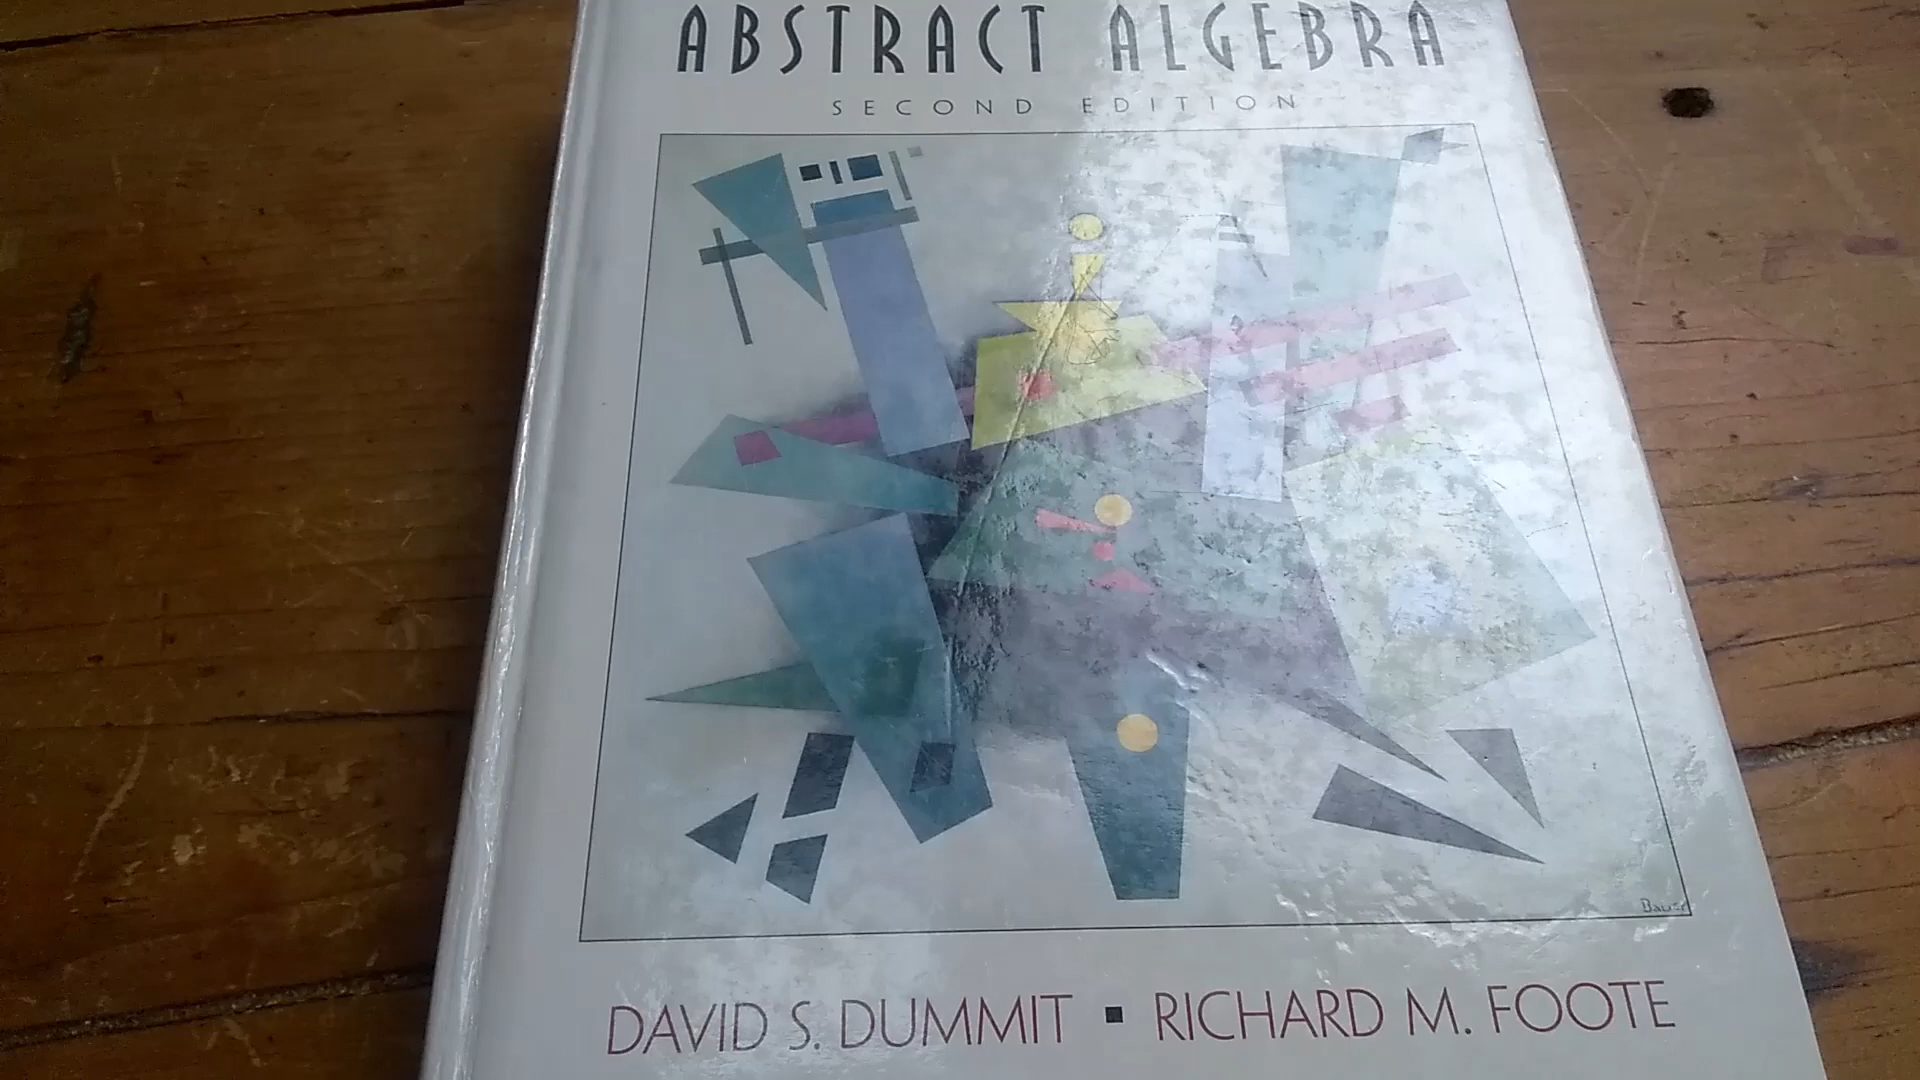 ABSTRACT ALGEBRA
SECOND EDITION
DAVID S. DUMMIT ▪ RICHARD M. FOOTE